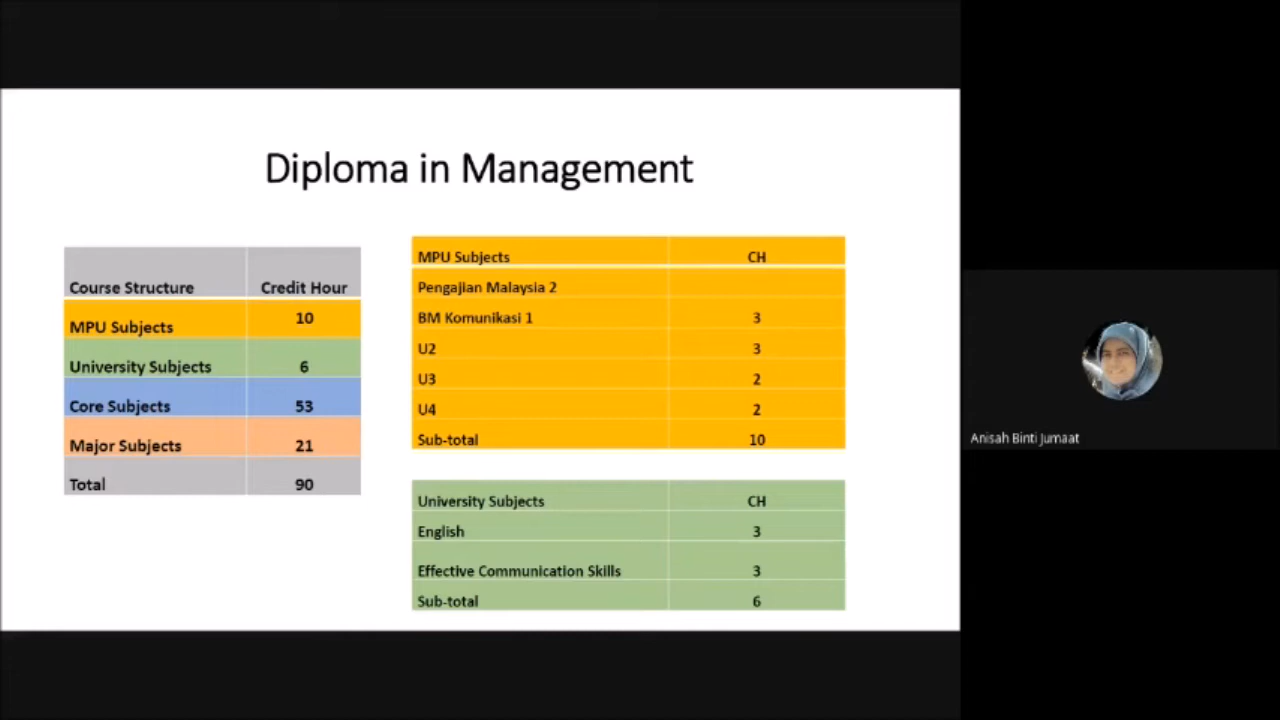 Diploma in Management
Course Structure Credit Hour
MPU Subjects 10
University Subjects 6
Core Subjects 53
Major Subjects 21
Total 90
MPU Subjects CH
Pengajian Malaysia 2
BM Komunikasi 1 3
U2 3
U3 2
U4 2
Sub-total 10
University Subjects CH
English 3
Effective Communication Skills 3
Sub-total 6
Anisah Binti Jumaat